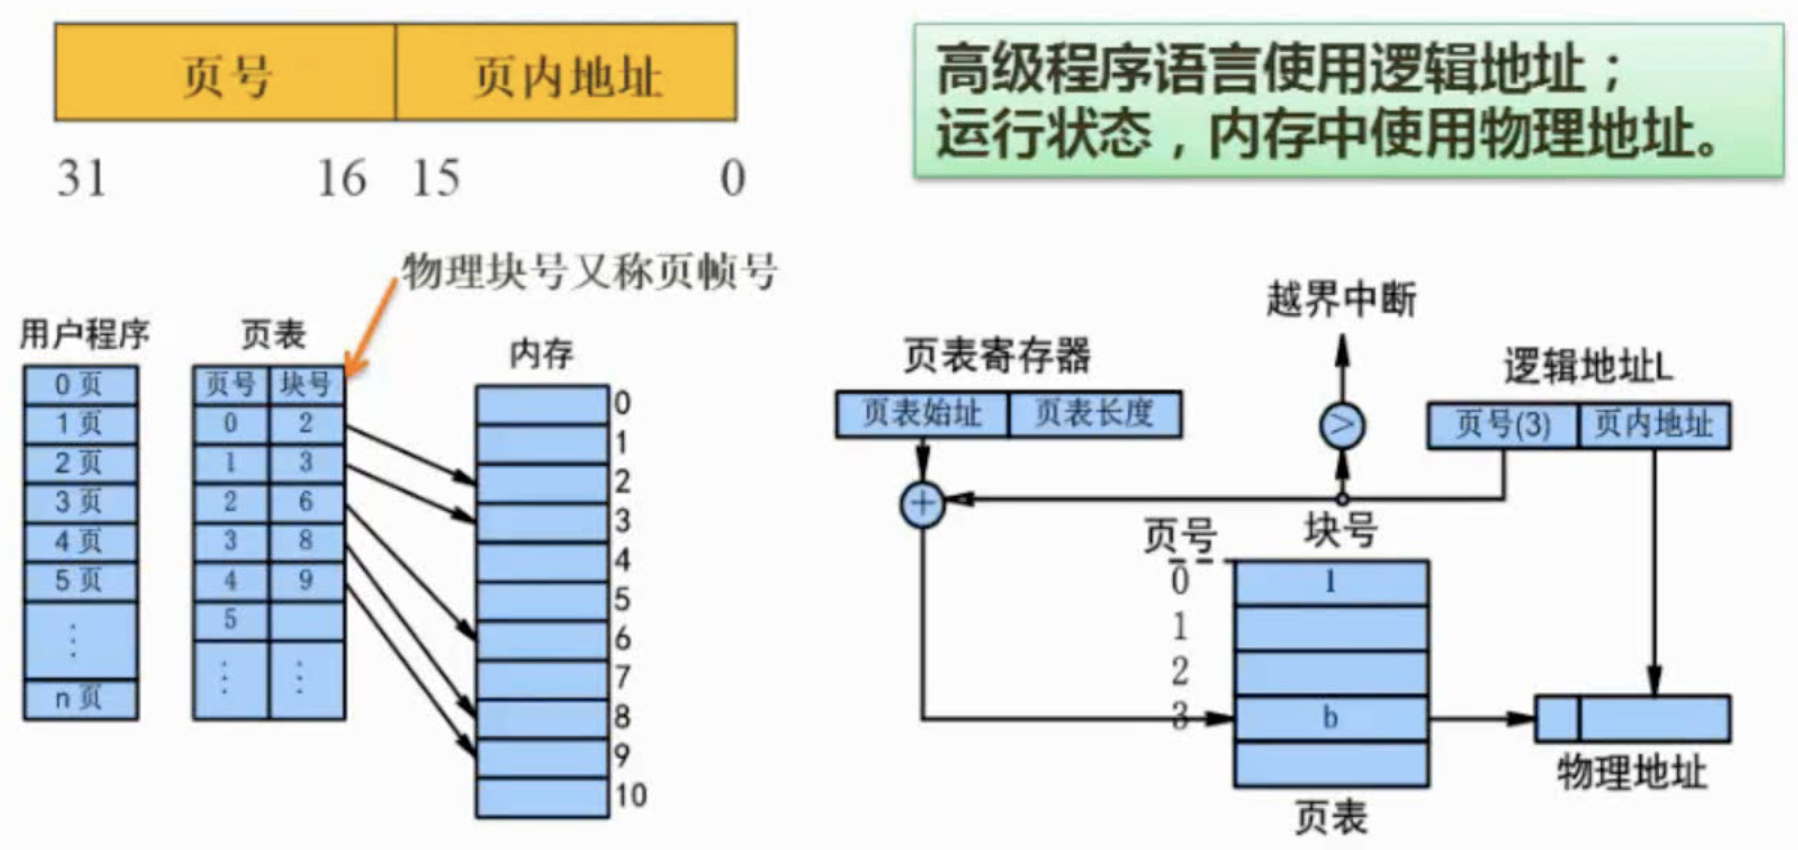 页号 页内地址
31 16 15 0
高级程序语言使用逻辑地址；
运行状态，内存中使用物理地址。
物理块号又称页帧号
用户程序
0 页
1 页
2 页
3 页
4 页
5 页
⋮
n 页
页表
页号 块号
0 2
1 3
2 6
3 8
4 9
5
⋮ ⋮
内存
0
1
2
3
4
5
6
7
8
9
10
越界中断
页表寄存器
页表始址 页表长度
逻辑地址L
页号(3) 页内地址
>
+
页号 块号
0 1
1
2
3 b
页表
物理地址